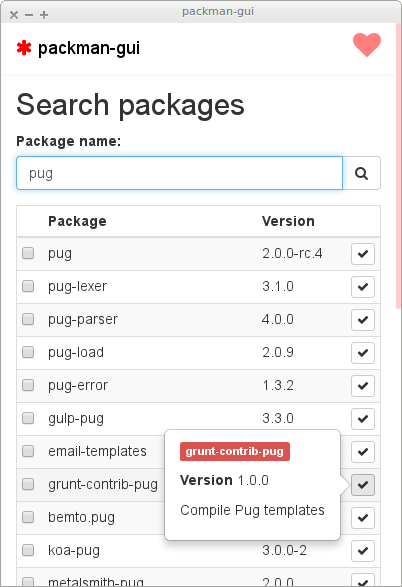 packman-gui
packman-gui
Search packages
Package name:
pug
Package Version
pug 2.0.0-rc.4
pug-lexer 3.1.0
pug-parser 4.0.0
pug-load 2.0.9
pug-error 1.3.2
gulp-pug 3.3.0
email-templates
grunt-contrib-pug
bemto.pug
koa-pug 3.0.0-2
metalsmith-pug 2.0.0
grunt-contrib-pug
Version 1.0.0
Compile Pug templates